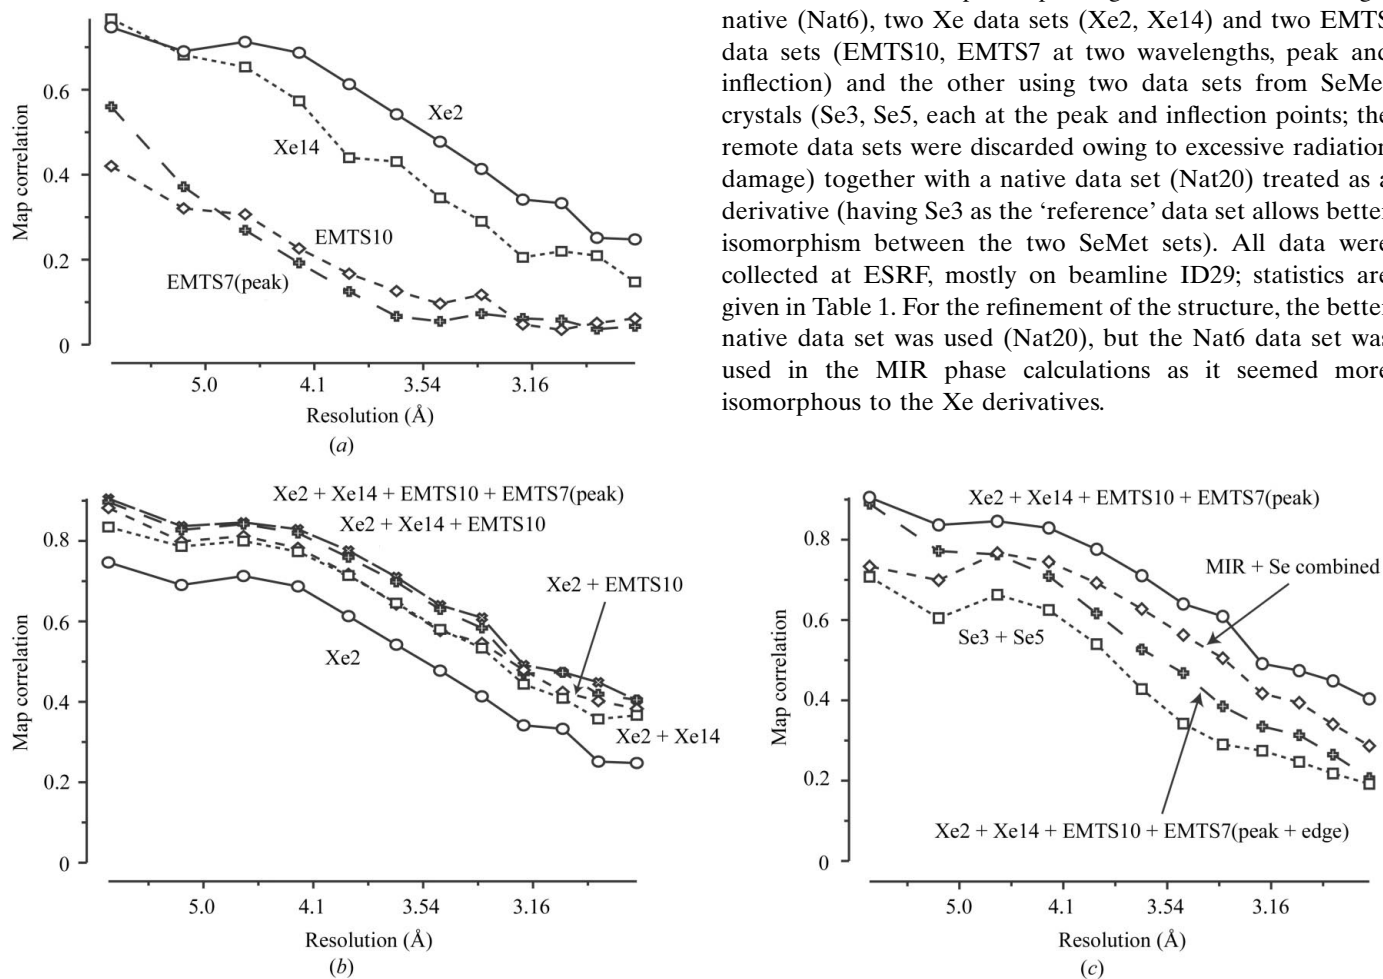 native (Nat6), two Xe data sets (Xe2, Xe14) and two EMTS
data sets (EMTS10, EMTS7 at two wavelengths, peak and
inflection) and the other using two data sets from SeMe
crystals (Se3, Se5, each at the peak and inflection points; the
remote data sets were discarded owing to excessive radiation
damage) together with a native data set (Nat20) treated as a
derivative (having Se3 as the ‘reference’ data set allows better
isomorphism between the two SeMet sets). All data were
collected at ESRF, mostly on beamline ID29; statistics are
given in Table 1. For the refinement of the structure, the better
native data set was used (Nat20), but the Nat6 data set was
used in the MIR phase calculations as it seemed more
isomorphous to the Xe derivatives.
Map correlation
0.6
0.4
0.2
0
Xe2
Xe14
EMTS10
EMTS7(peak)
5.0 4.1 3.54 3.16
Resolution (Å)
(a)
Map correlation
0.8
0.6
0.4
0.2
0
Xe2 + Xe14 + EMTS10 + EMTS7(peak)
Xe2 + Xe14 + EMTS10
Xe2 + EMTS10
Xe2
Xe2 + Xe14
5.0 4.1 3.54 3.16
Resolution (Å)
(b)
Map correlation
0.8
0.6
0.4
0.2
0
Xe2 + Xe14 + EMTS10 + EMTS7(peak)
MIR + Se combined
Se3 + Se5
Xe2 + Xe14 + EMTS10 + EMTS7(peak + edge)
5.0 4.1 3.54 3.16
Resolution (Å)
(c)